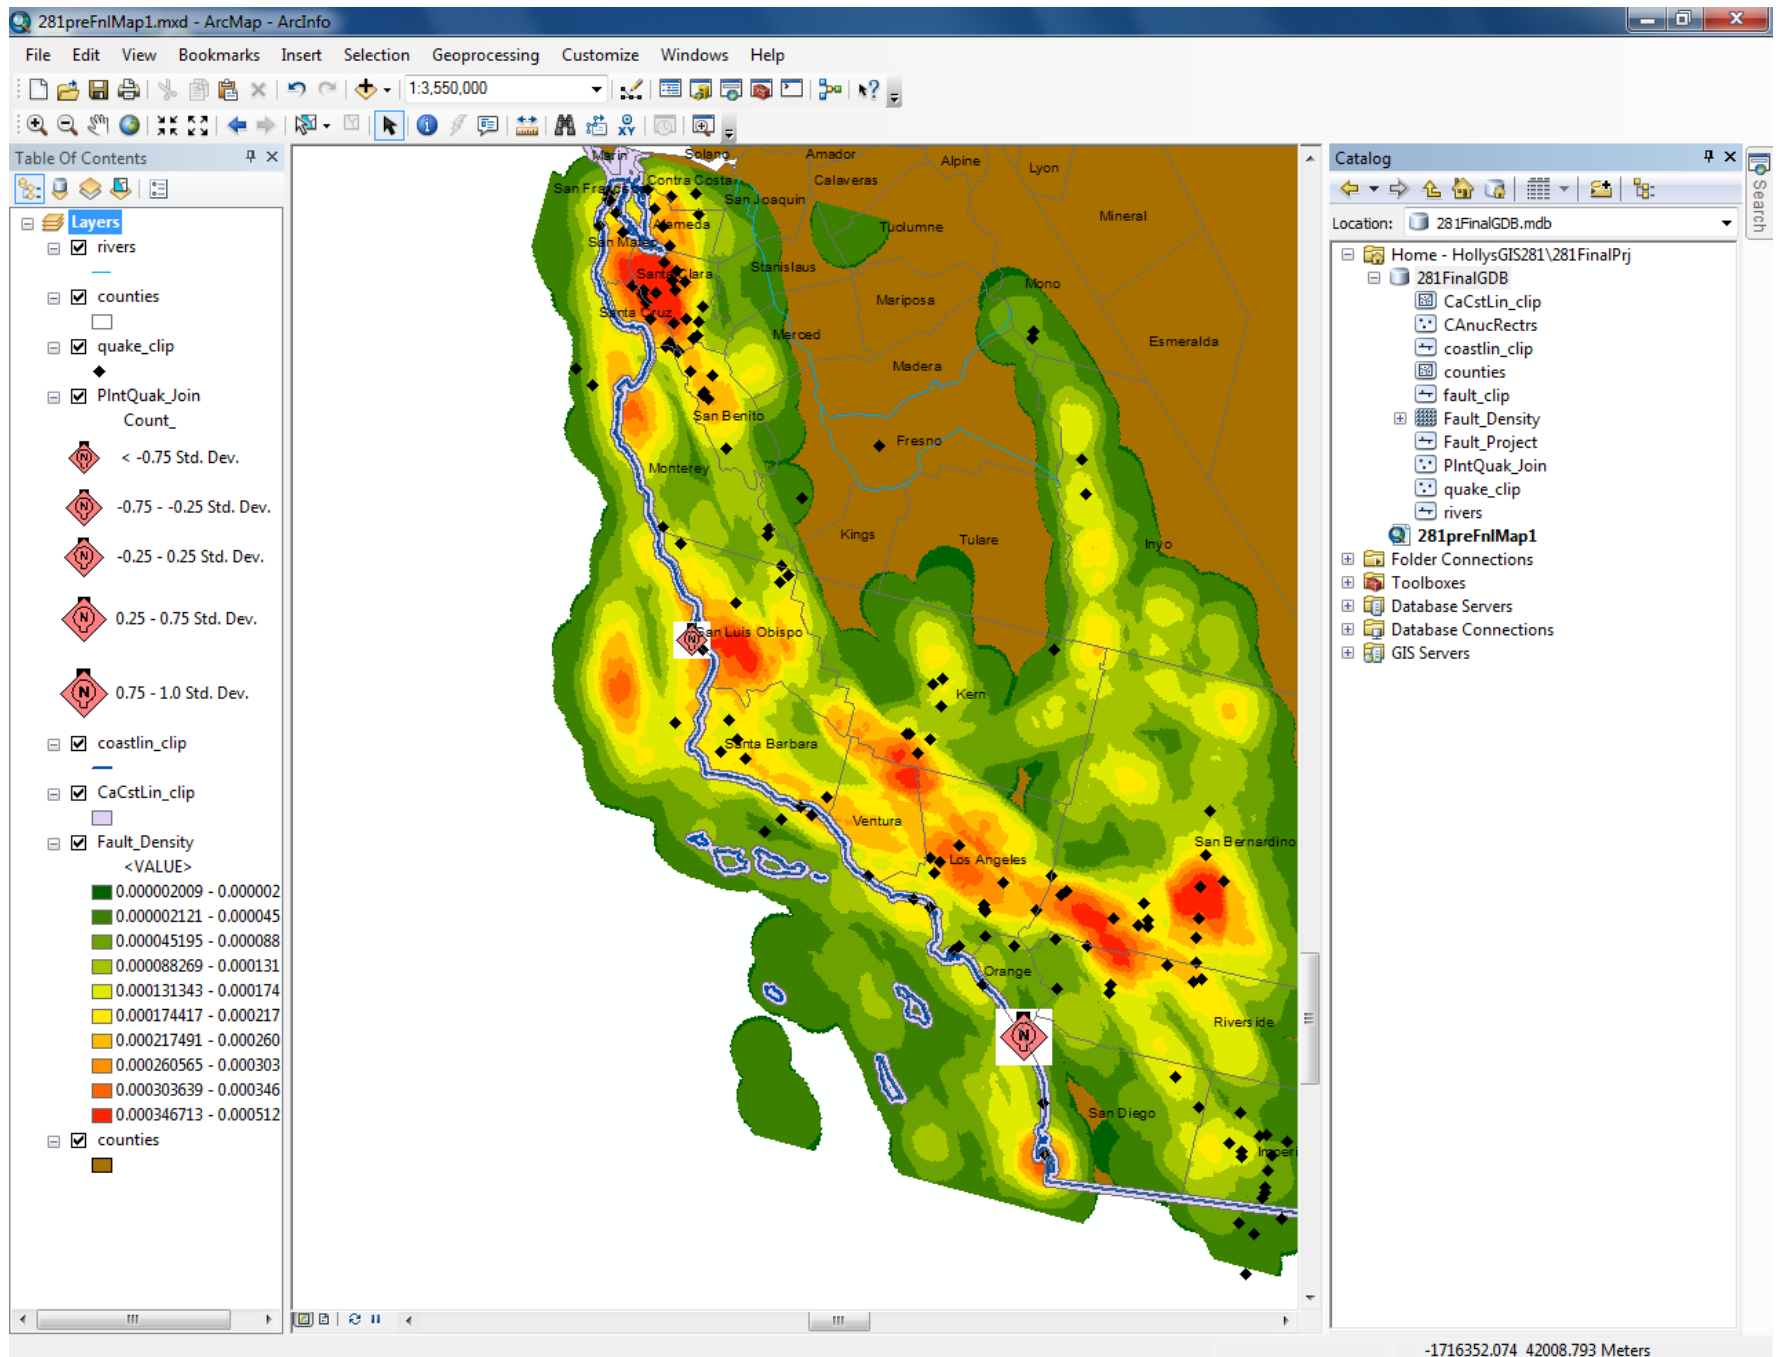 281preFnlMap1.mxd - ArcMap - ArcInfo
File Edit View Bookmarks Insert Selection Geoprocessing Customize Windows Help
1:3,550,000
Table Of Contents
Layers
rivers
counties
quake_clip
PlntQuak_Join
Count_
< -0.75 Std. Dev.
-0.75 - -0.25 Std. Dev.
-0.25 - 0.25 Std. Dev.
0.25 - 0.75 Std. Dev.
0.75 - 1.0 Std. Dev.
coastlin_clip
CaCstLin_clip
Fault_Density
<VALUE>
0.000002009 - 0.000002
0.000002121 - 0.000045
0.000045195 - 0.000088
0.000088269 - 0.000131
0.000131343 - 0.000174
0.000174417 - 0.000217
0.000217491 - 0.000260
0.000260565 - 0.000303
0.000303639 - 0.000346
0.000346713 - 0.000512
counties
Marin
Solano
Amador
Alpine
Lyon
Contra Costa
Calaveras
San Joaquin
Mineral
Alameda
Tuolumne
San Mateo
Santa Clara
Stanislaus
Mono
Mariposa
Santa Cruz
Merced
Esmeralda
Madera
San Benito
Fresno
Monterey
Kings
Tulare
Inyo
San Luis Obispo
Kern
Santa Barbara
Ventura
San Bernardino
Los Angeles
Orange
Riverside
San Diego
Imperi
N
N
Catalog
Location: 281FinalGDB.mdb
Home - HollysGIS281\281FinalPrj
281FinalGDB
CaCstLin_clip
CAnucRectrs
coastlin_clip
counties
fault_clip
Fault_Density
Fault_Project
PlntQuak_Join
quake_clip
rivers
281preFnlMap1
Folder Connections
Toolboxes
Database Servers
Database Connections
GIS Servers
Search
-1716352.074 42008.793 Meters